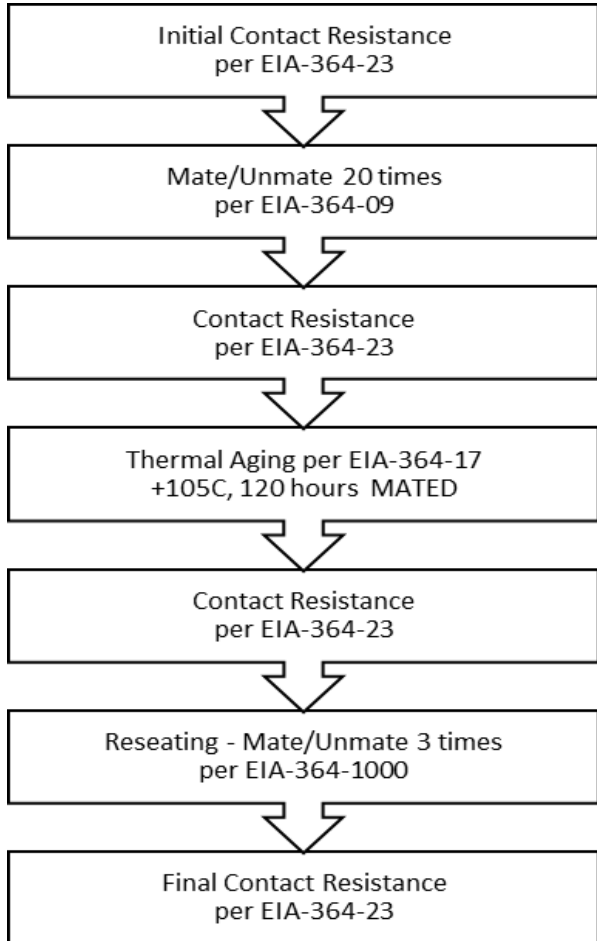 Initial Contact Resistance
per EIA-364-23
Mate/Unmate 20 times
per EIA-364-09
Contact Resistance
per EIA-364-23
Thermal Aging per EIA-364-17
+105C, 120 hours MATED
Contact Resistance
per EIA-364-23
Reseating - Mate/Unmate 3 times
per EIA-364-1000
Final Contact Resistance
per EIA-364-23